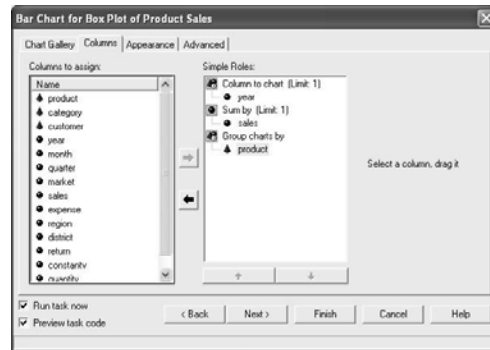 Bar Chart for Box Plot of Product Sales
Chart Gallery Columns Appearance Advanced
Columns to assign:
Name
product
category
customer
year
month
quarter
market
sales
expense
region
district
return
constantv
quantity
Simple Roles:
Column to chart (Limit: 1)
year
Sum by (Limit: 1)
sales
Group charts by
product
Select a column, drag it
Run task now
Preview task code
< Back Next > Finish Cancel Help